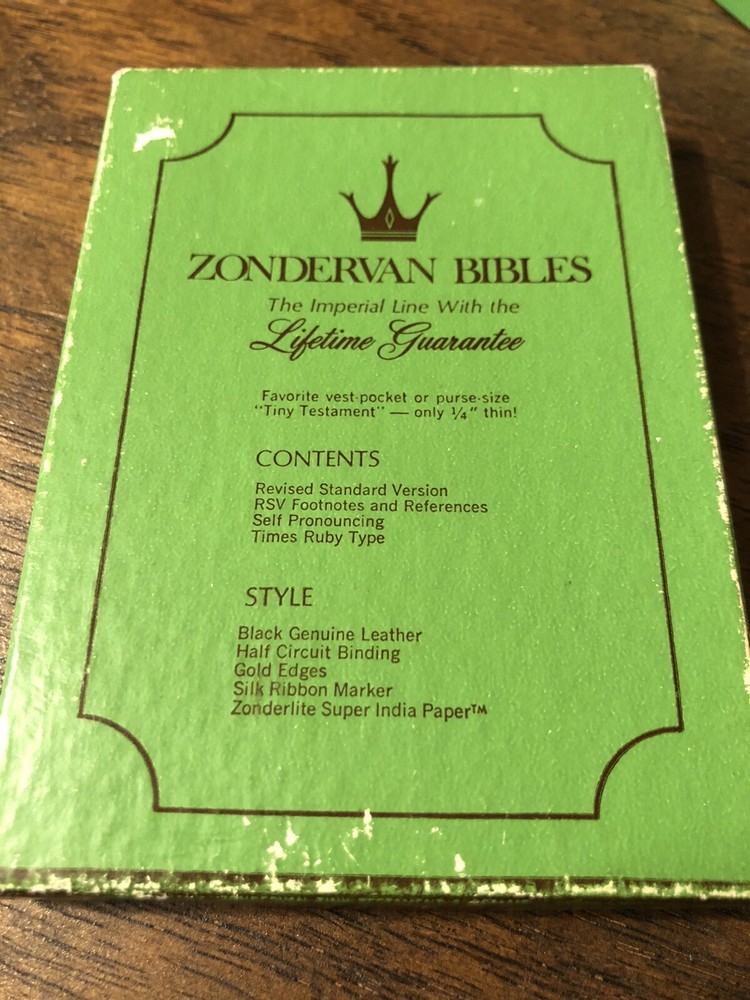 ZONDERVAN BIBLES
The Imperial Line With the
Lifetime Guarantee
Favorite vest-pocket or purse-size
"Tiny Testament" — only ¼" thin!
CONTENTS
Revised Standard Version
RSV Footnotes and References
Self Pronouncing
Times Ruby Type
STYLE
Black Genuine Leather
Half Circuit Binding
Gold Edges
Silk Ribbon Marker
Zonderlite Super India Paper™